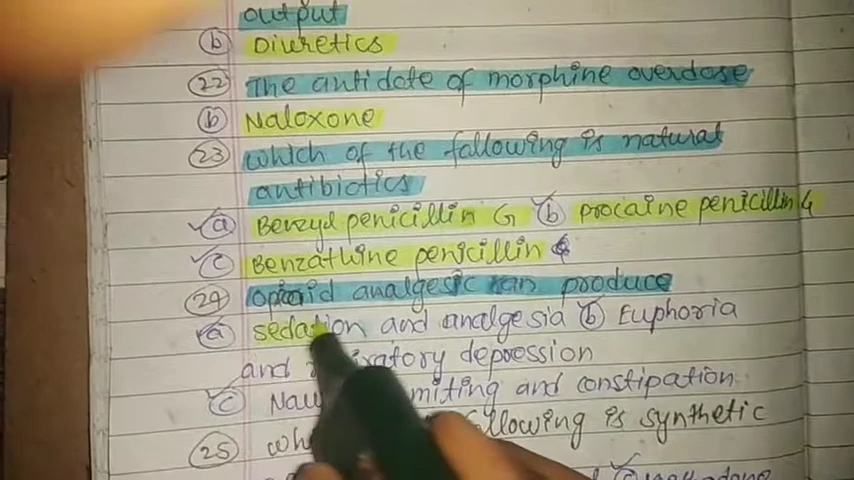 output
(b) Diuretics
(22) The antidote of morphine overdose
(b) Naloxone
(23) which of the following is natural
antibiotics
(a) Benzyl penicillin G (b) procaine penicillin G
(c) Benzathine penicillin G
(24) opioid analgesic can produce
(a) sedation and analgesia (b) Euphoria
and depression
(c) and constipation
(25) following is synthetic